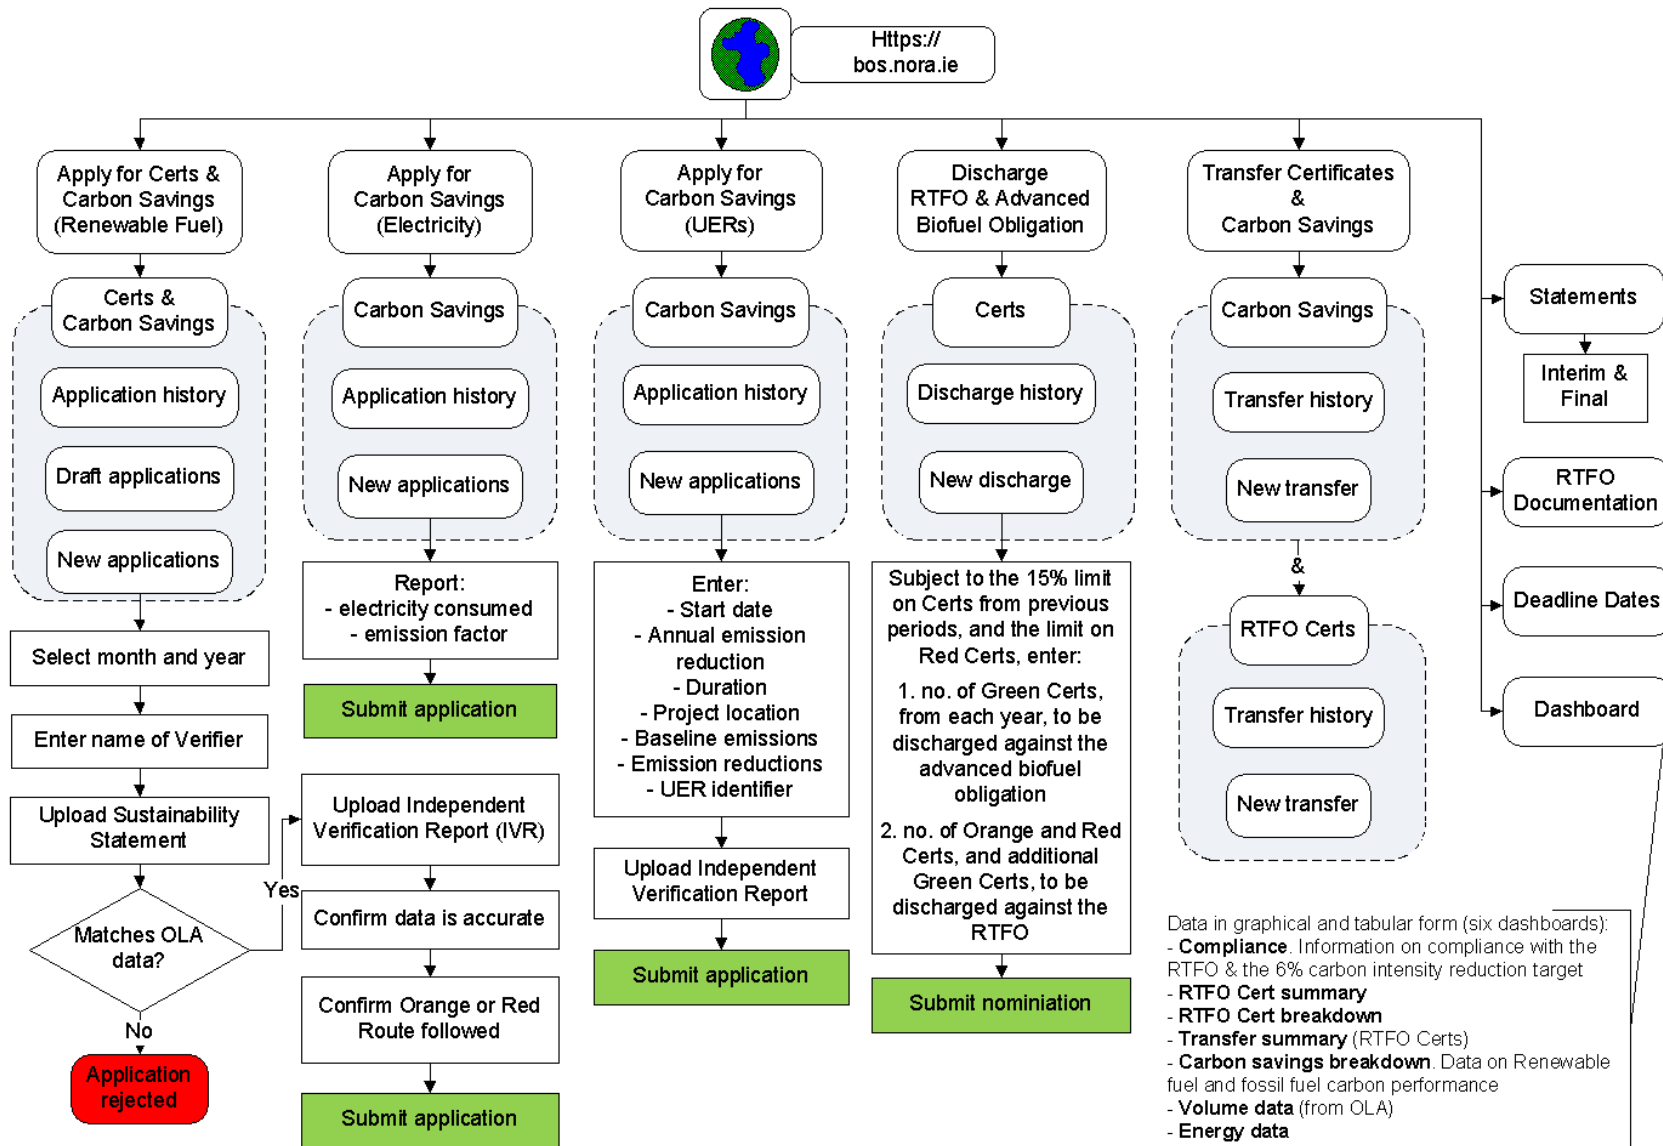 Https://
bos.nora.ie
Apply for Certs &
Carbon Savings
(Renewable Fuel)
Certs &
Carbon Savings
Application history
Draft applications
New applications
Select month and year
Enter name of Verifier
Upload Sustainability
Statement
Matches OLA
data?
Yes
No
Application
rejected
Upload Independent
Verification Report (IVR)
Confirm data is accurate
Confirm Orange or Red
Route followed
Submit application
Apply for
Carbon Savings
(Electricity)
Carbon Savings
Application history
New applications
Report:
- electricity consumed
- emission factor
Submit application
Apply for
Carbon Savings
(UERs)
Carbon Savings
Application history
New applications
Enter:
- Start date
- Annual emission
reduction
- Duration
- Project location
- Baseline emissions
- Emission reductions
- UER identifier
Upload Independent
Verification Report
Submit application
Discharge
RTFO & Advanced
Biofuel Obligation
Certs
Discharge history
New discharge
Subject to the 15% limit
on Certs from previous
periods, and the limit on
Red Certs, enter:
1. no. of Green Certs,
from each year, to be
discharged against the
advanced biofuel
obligation
2. no. of Orange and Red
Certs, and additional
Green Certs, to be
discharged against the
RTFO
Submit nominiation
Transfer Certificates
&
Carbon Savings
Carbon Savings
Transfer history
New transfer
&
RTFO Certs
Transfer history
New transfer
Statements
Interim &
Final
RTFO
Documentation
Deadline Dates
Dashboard
Data in graphical and tabular form (six dashboards):
- Compliance. Information on compliance with the
RTFO & the 6% carbon intensity reduction target
- RTFO Cert summary
- RTFO Cert breakdown
- Transfer summary (RTFO Certs)
- Carbon savings breakdown. Data on Renewable
fuel and fossil fuel carbon performance
- Volume data (from OLA)
- Energy data